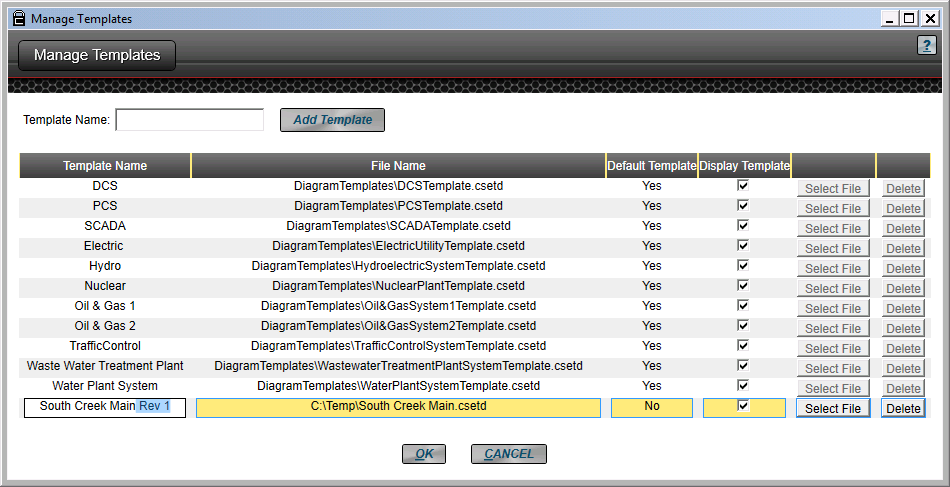 Manage Templates
?
Manage Templates
Template Name: Add Template
Template Name File Name Default Template Display Template
DCS DiagramTemplates\DCSTemplate.csetd Yes Select File Delete
PCS DiagramTemplates\PCSTemplate.csetd Yes Select File Delete
SCADA DiagramTemplates\SCADATemplate.csetd Yes Select File Delete
Electric DiagramTemplates\ElectricUtilityTemplate.csetd Yes Select File Delete
Hydro DiagramTemplates\HydroelectricSystemTemplate.csetd Yes Select File Delete
Nuclear DiagramTemplates\NuclearPlantTemplate.csetd Yes Select File Delete
Oil & Gas 1 DiagramTemplates\Oil&GasSystem1Template.csetd Yes Select File Delete
Oil & Gas 2 DiagramTemplates\Oil&GasSystem2Template.csetd Yes Select File Delete
TrafficControl DiagramTemplates\TrafficControlSystemTemplate.csetd Yes Select File Delete
Waste Water Treatment Plant DiagramTemplates\WastewaterTreatmentPlantSystemTemplate.csetd Yes Select File Delete
Water Plant System DiagramTemplates\WaterPlantSystemTemplate.csetd Yes Select File Delete
South Creek Main Rev 1 C:\Temp\South Creek Main.csetd No Select File Delete
OK CANCEL